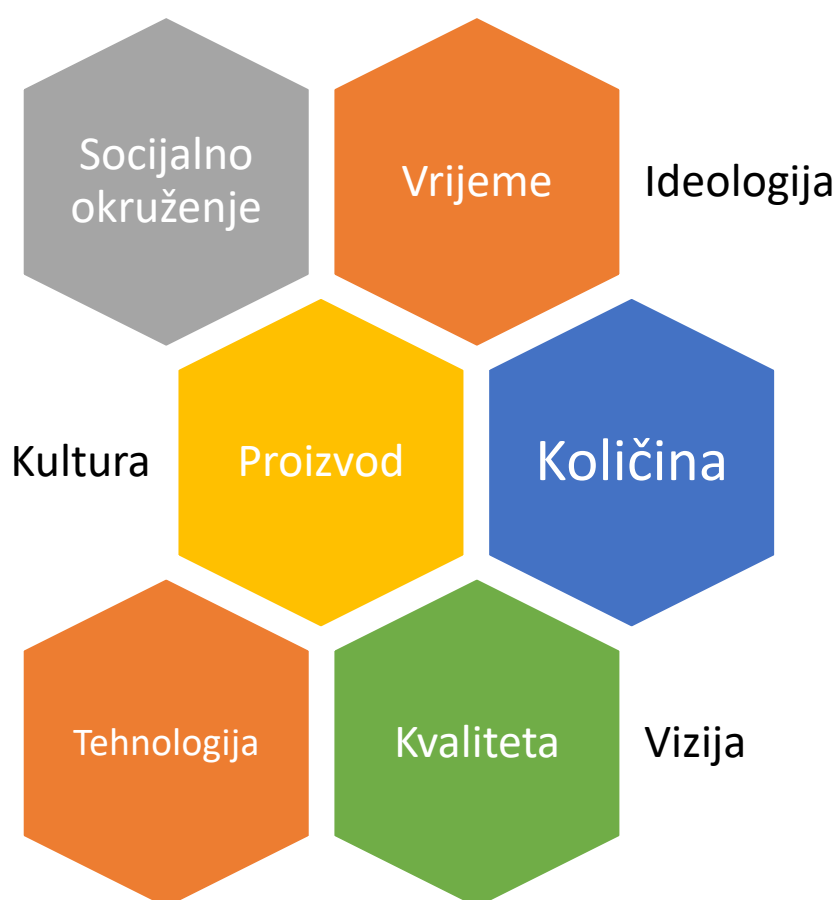 Socijalno
okruženje
Vrijeme
Ideologija
Kultura
Proizvod
Količina
Tehnologija
Kvaliteta
Vizija